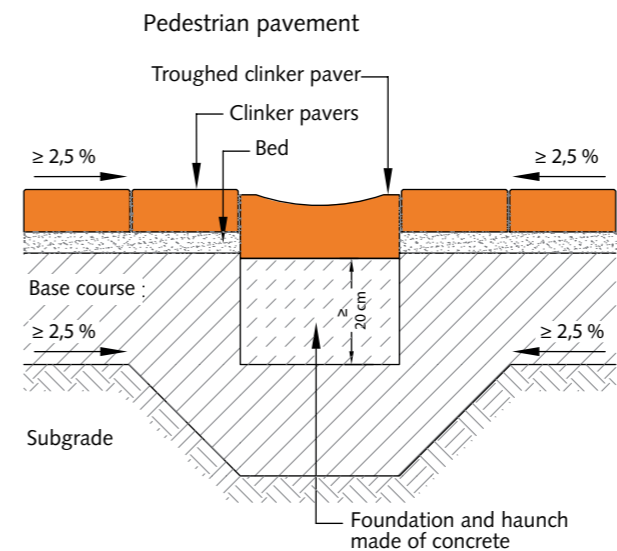 Pedestrian pavement
Troughed clinker paver
Clinker pavers
Bed
≥ 2,5 %
≥ 2,5 %
Base course :
≥
20 cm
≥ 2,5 %
≥ 2,5 %
Subgrade
Foundation and haunch
made of concrete